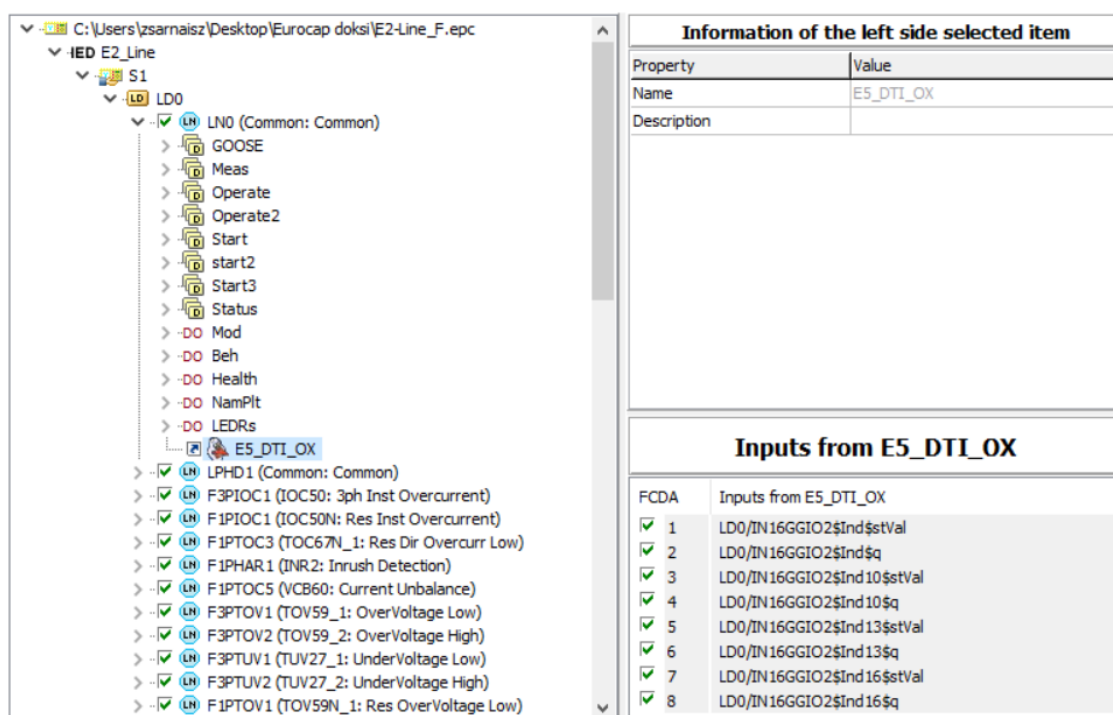 C:\Users\zsarnaisz\Desktop\Eurocap doksi\E2-Line_F.epc
IED E2_Line
S1
LD LD0
LN LN0 (Common: Common)
D GOOSE
D Meas
D Operate
D Operate2
D Start
D start2
D Start3
D Status
DO Mod
DO Beh
DO Health
DO NamPlt
DO LEDRs
E5_DTI_OX
LN LPHD1 (Common: Common)
LN F3PIOC1 (IOC50: 3ph Inst Overcurrent)
LN F1PIOC1 (IOC50N: Res Inst Overcurrent)
LN F1PTOC3 (TOC67N_1: Res Dir Overcurr Low)
LN F1PHAR1 (INR2: Inrush Detection)
LN F1PTOC5 (VCB60: Current Unbalance)
LN F3PTOV1 (TOV59_1: OverVoltage Low)
LN F3PTOV2 (TOV59_2: OverVoltage High)
LN F3PTUV1 (TUV27_1: UnderVoltage Low)
LN F3PTUV2 (TUV27_2: UnderVoltage High)
LN F1PTOV1 (TOV59N_1: Res OverVoltage Low)
Information of the left side selected item
Property Value
Name E5_DTI_OX
Description
Inputs from E5_DTI_OX
FCDA Inputs from E5_DTI_OX
1 LD0/IN16GGIO2$Ind$stVal
2 LD0/IN16GGIO2$Ind$q
3 LD0/IN16GGIO2$Ind10$stVal
4 LD0/IN16GGIO2$Ind10$q
5 LD0/IN16GGIO2$Ind13$stVal
6 LD0/IN16GGIO2$Ind13$q
7 LD0/IN16GGIO2$Ind16$stVal
8 LD0/IN16GGIO2$Ind16$q